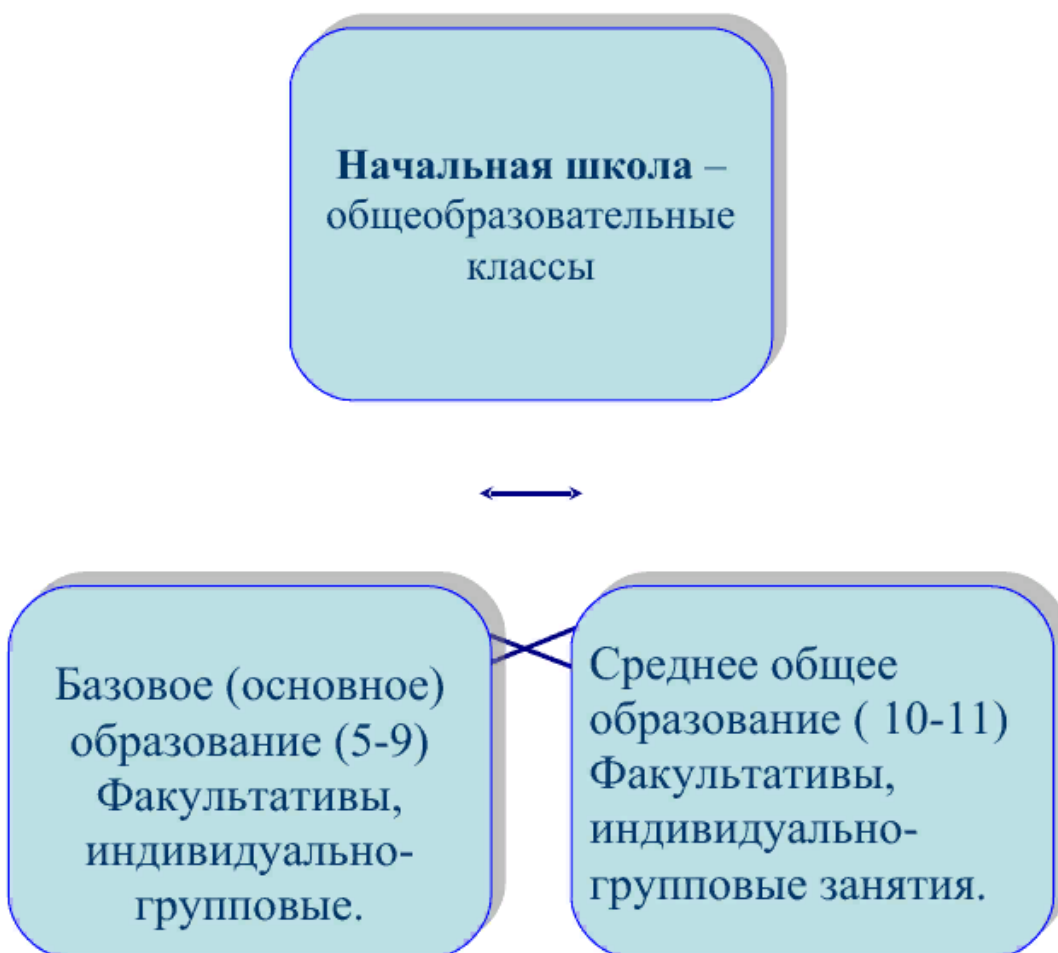 Начальная школа –
общеобразовательные
классы
Базовое (основное)
образование (5-9)
Факультативы,
индивидуально-
групповые.
Среднее общее
образование ( 10-11)
Факультативы,
индивидуально-
групповые занятия.